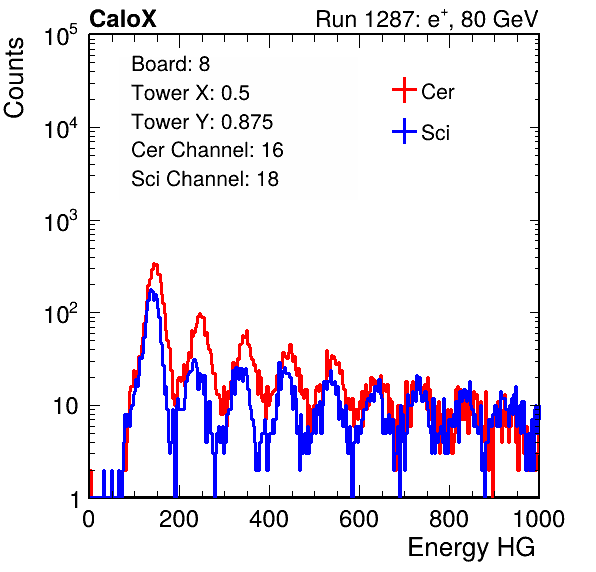 CaloX Run 1287: e⁺, 80 GeV
Counts
Board: 8
Tower X: 0.5
Tower Y: 0.875
Cer Channel: 16
Sci Channel: 18
Cer
Sci
10⁵
10⁴
10³
10²
10
1
0 200 400 600 800 1000
Energy HG